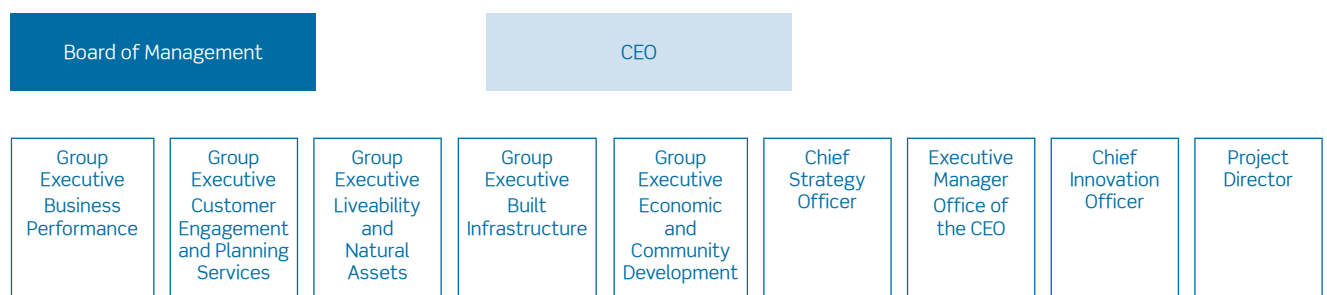 Board of Management
CEO
Group
Executive
Business
Performance
Group
Executive
Customer
Engagement
and Planning
Services
Group
Executive
Liveability
and
Natural
Assets
Group
Executive
Built
Infrastructure
Group
Executive
Economic
and
Community
Development
Chief
Strategy
Officer
Executive
Manager
Office of
the CEO
Chief
Innovation
Officer
Project
Director